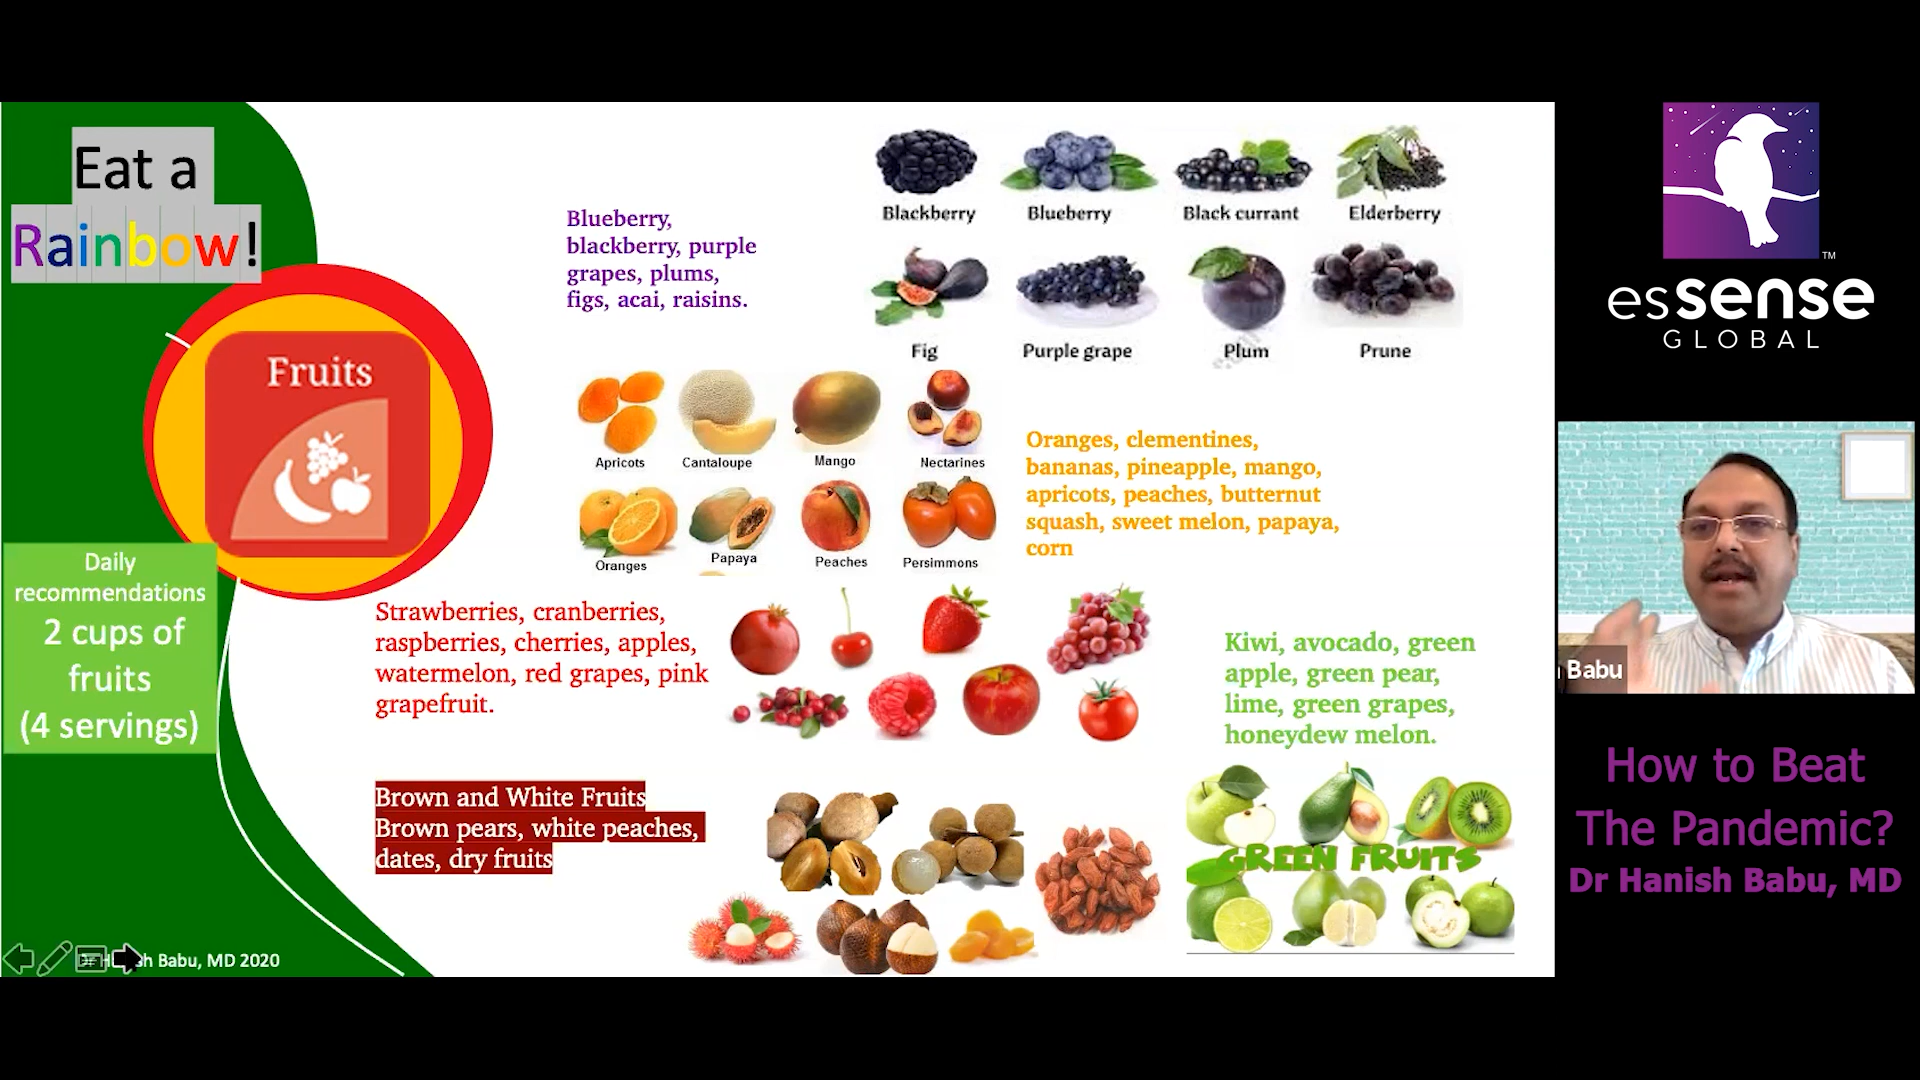 Eat a
Rainbow!
Fruits
Daily
recommendations
2 cups of
fruits
(4 servings)
Blueberry,
blackberry, purple
grapes, plums,
figs, acai, raisins.
Blackberry Blueberry Black currant Elderberry
Fig Purple grape Plum Prune
Apricots Cantaloupe Mango Nectarines
Oranges Papaya Peaches Persimmons
Oranges, clementines,
bananas, pineapple, mango,
apricots, peaches, butternut
squash, sweet melon, papaya,
corn
Strawberries, cranberries,
raspberries, cherries, apples,
watermelon, red grapes, pink
grapefruit.
Kiwi, avocado, green
apple, green pear,
lime, green grapes,
honeydew melon.
Brown and White Fruits
Brown pears, white peaches,
dates, dry fruits
GREEN FRUITS
Babu, MD 2020
TM
esSENSE
GLOBAL
Babu
How to Beat
The Pandemic?
Dr Hanish Babu, MD